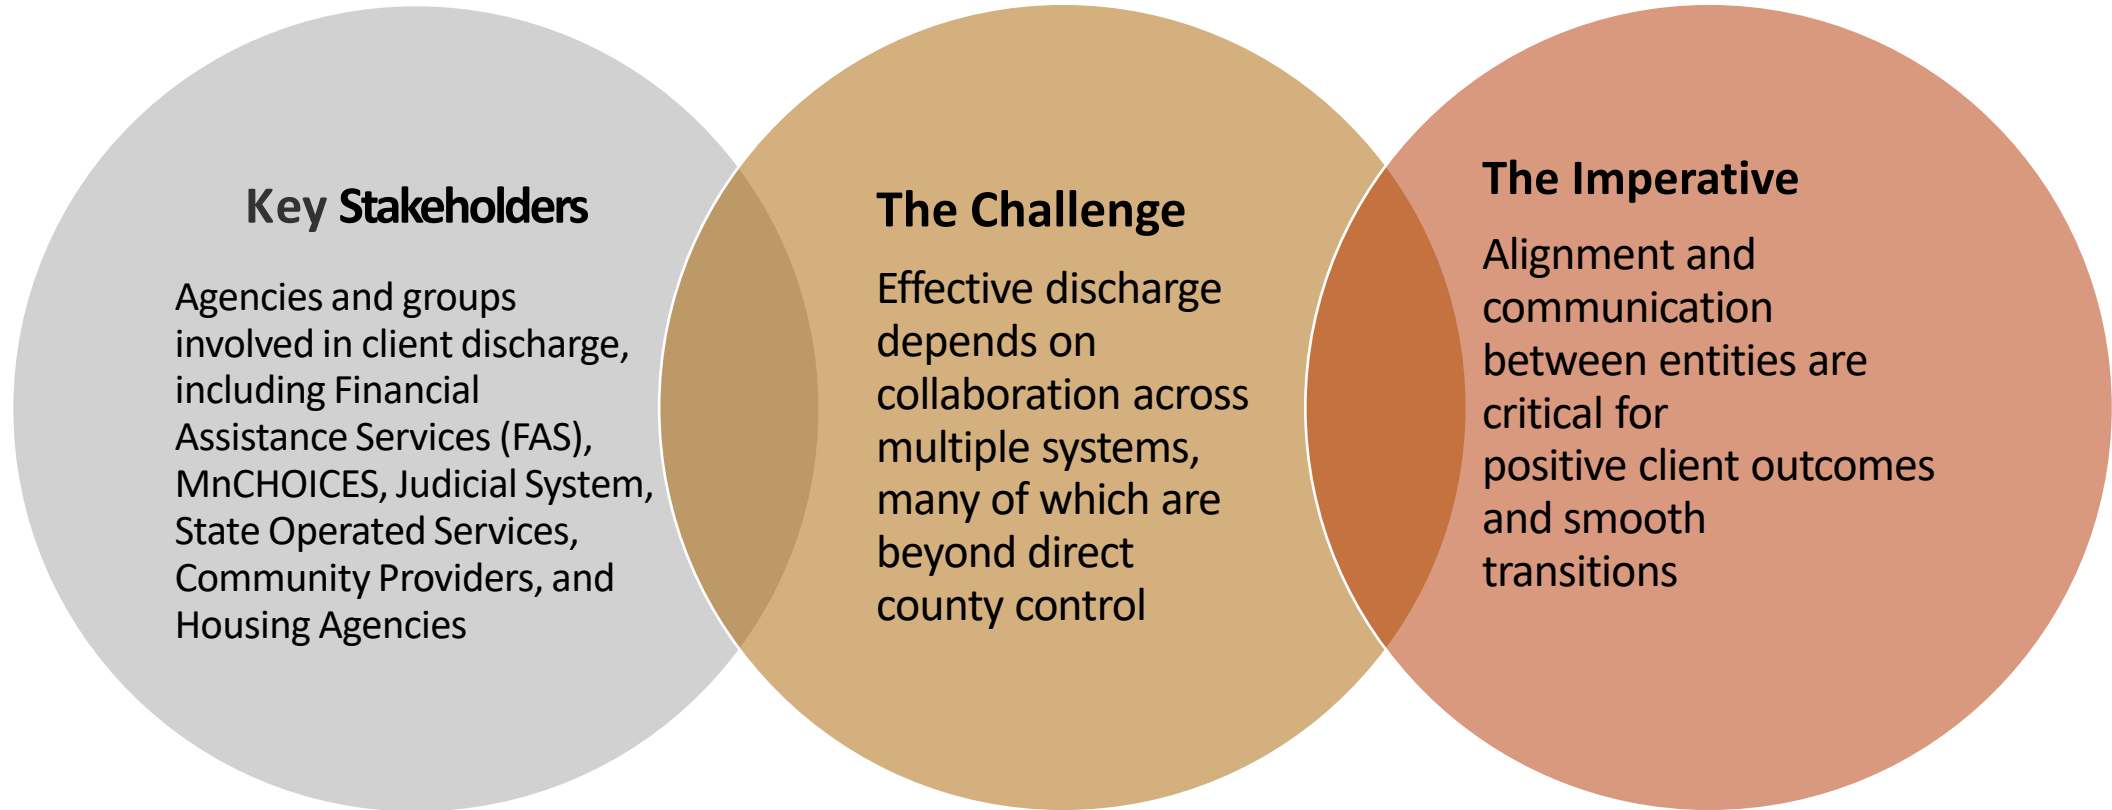 Key Stakeholders
Agencies and groups
involved in client discharge,
including Financial
Assistance Services (FAS),
MnCHOICES, Judicial System,
State Operated Services,
Community Providers, and
Housing Agencies
The Challenge
Effective discharge
depends on
collaboration across
multiple systems,
many of which are
beyond direct
county control
The Imperative
Alignment and
communication
between entities are
critical for
positive client outcomes
and smooth
transitions